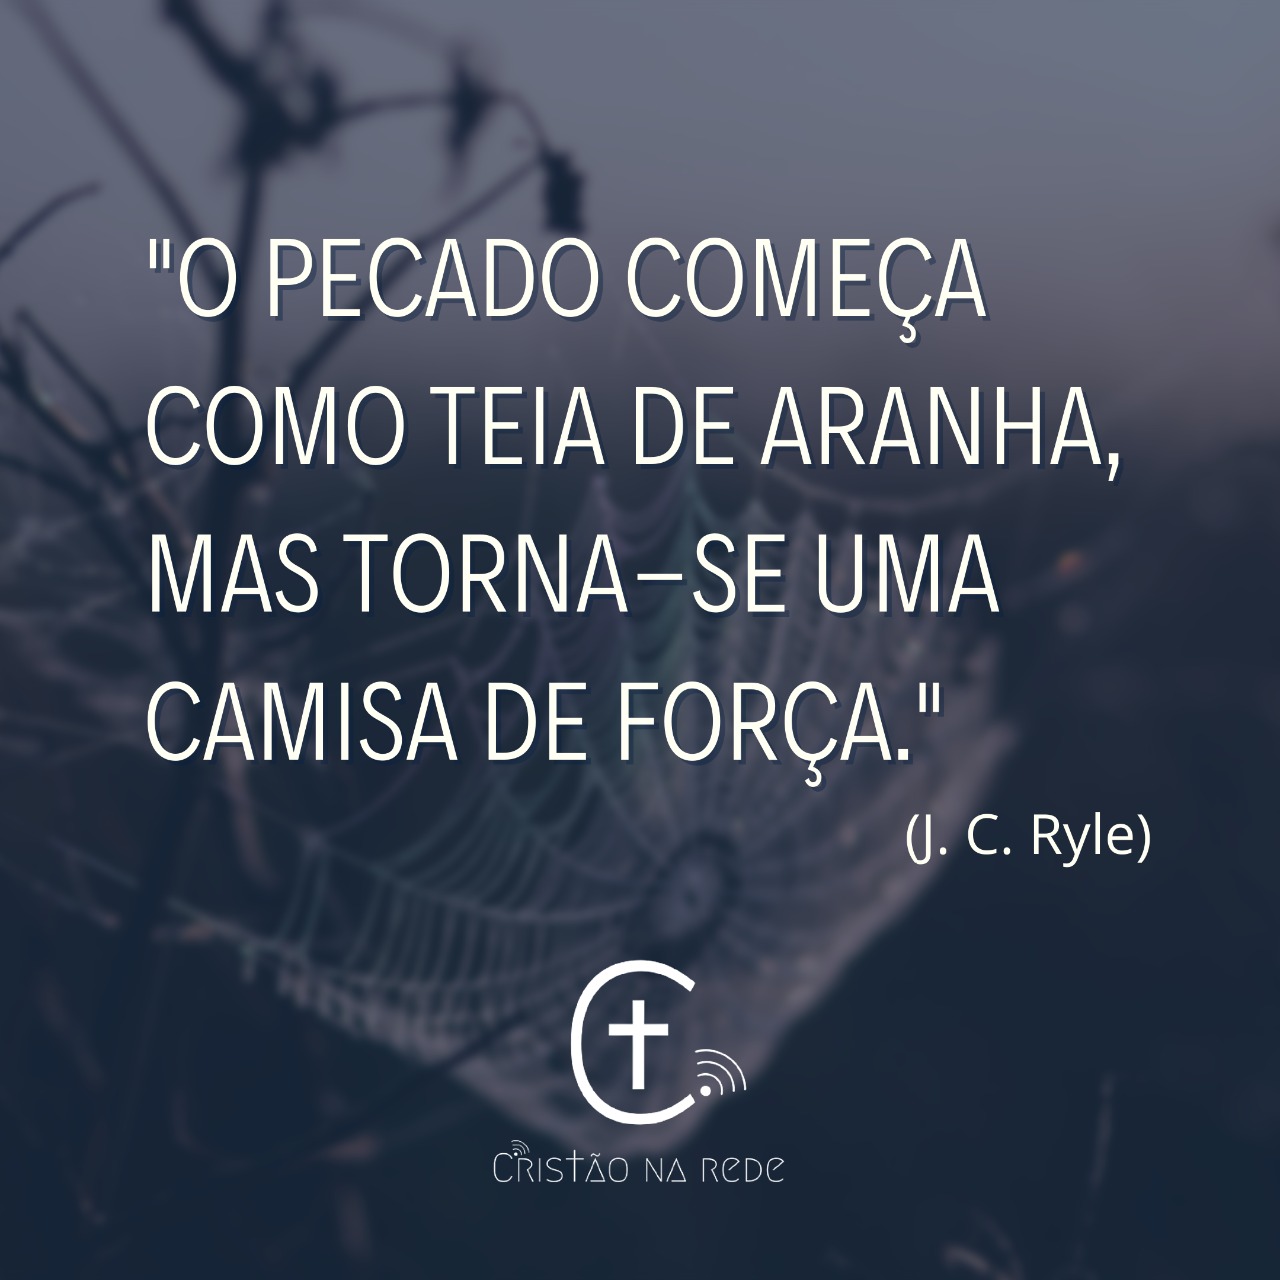 "O PECADO COMEÇA
COMO TEIA DE ARANHA,
MAS TORNA-SE UMA
CAMISA DE FORÇA."
(J. C. Ryle)
CRISTÃO NA REDE